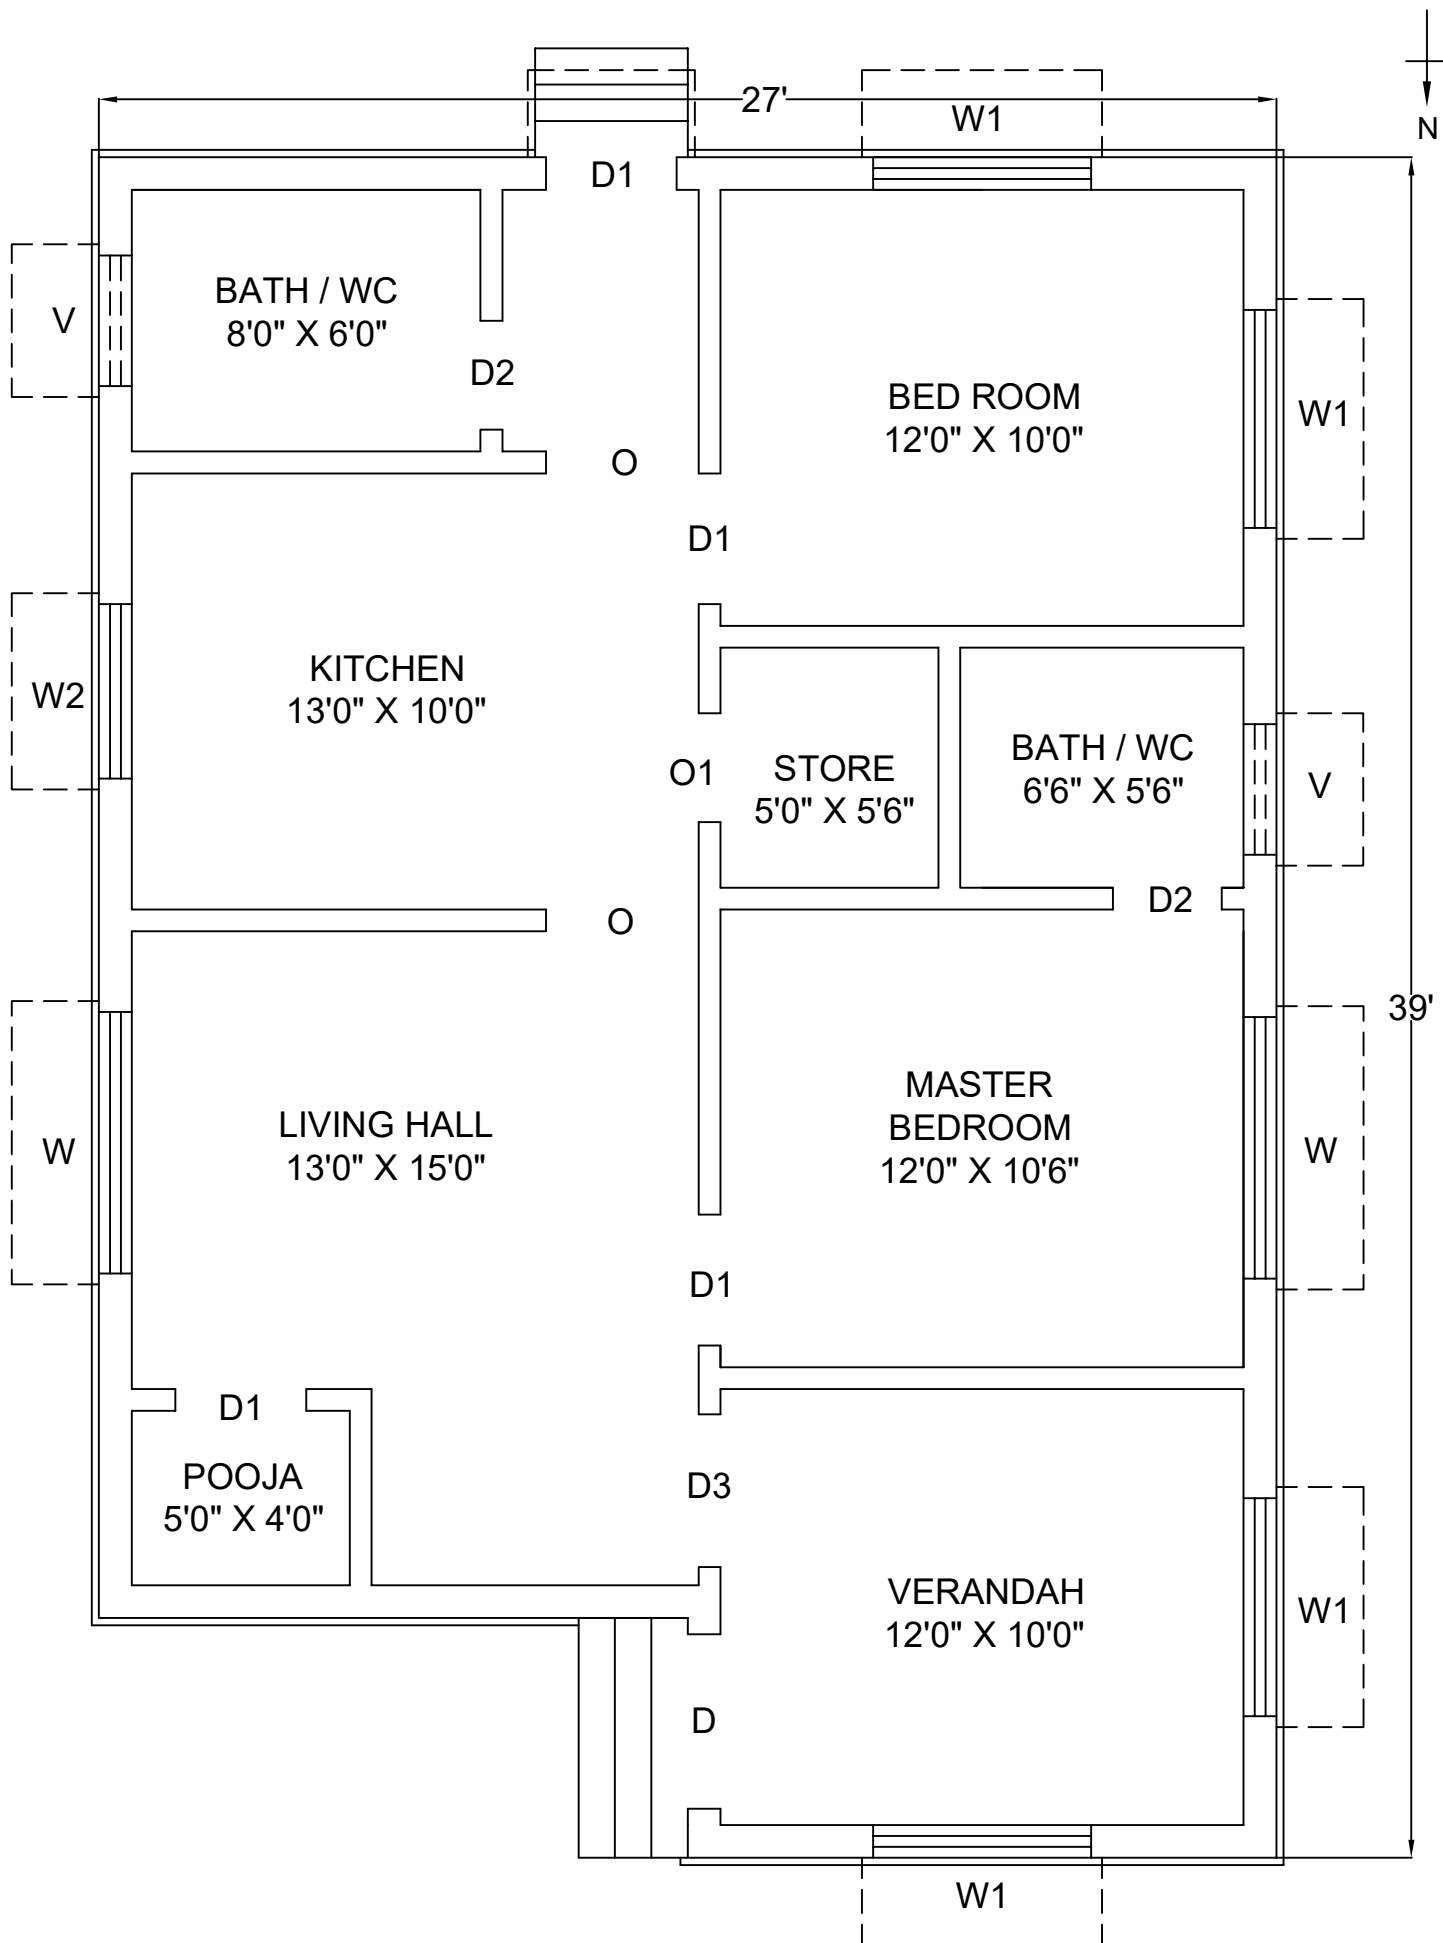 27'
W1
N
D1
BATH / WC
8'0" X 6'0"
V
D2
BED ROOM
12'0" X 10'0"
W1
O
D1
KITCHEN
13'0" X 10'0"
W2
O1
STORE
5'0" X 5'6"
BATH / WC
6'6" X 5'6"
V
D2
O
39'
MASTER
BEDROOM
12'0" X 10'6"
LIVING HALL
13'0" X 15'0"
W
W
D1
D1
POOJA
5'0" X 4'0"
D3
VERANDAH
12'0" X 10'0"
W1
D
W1